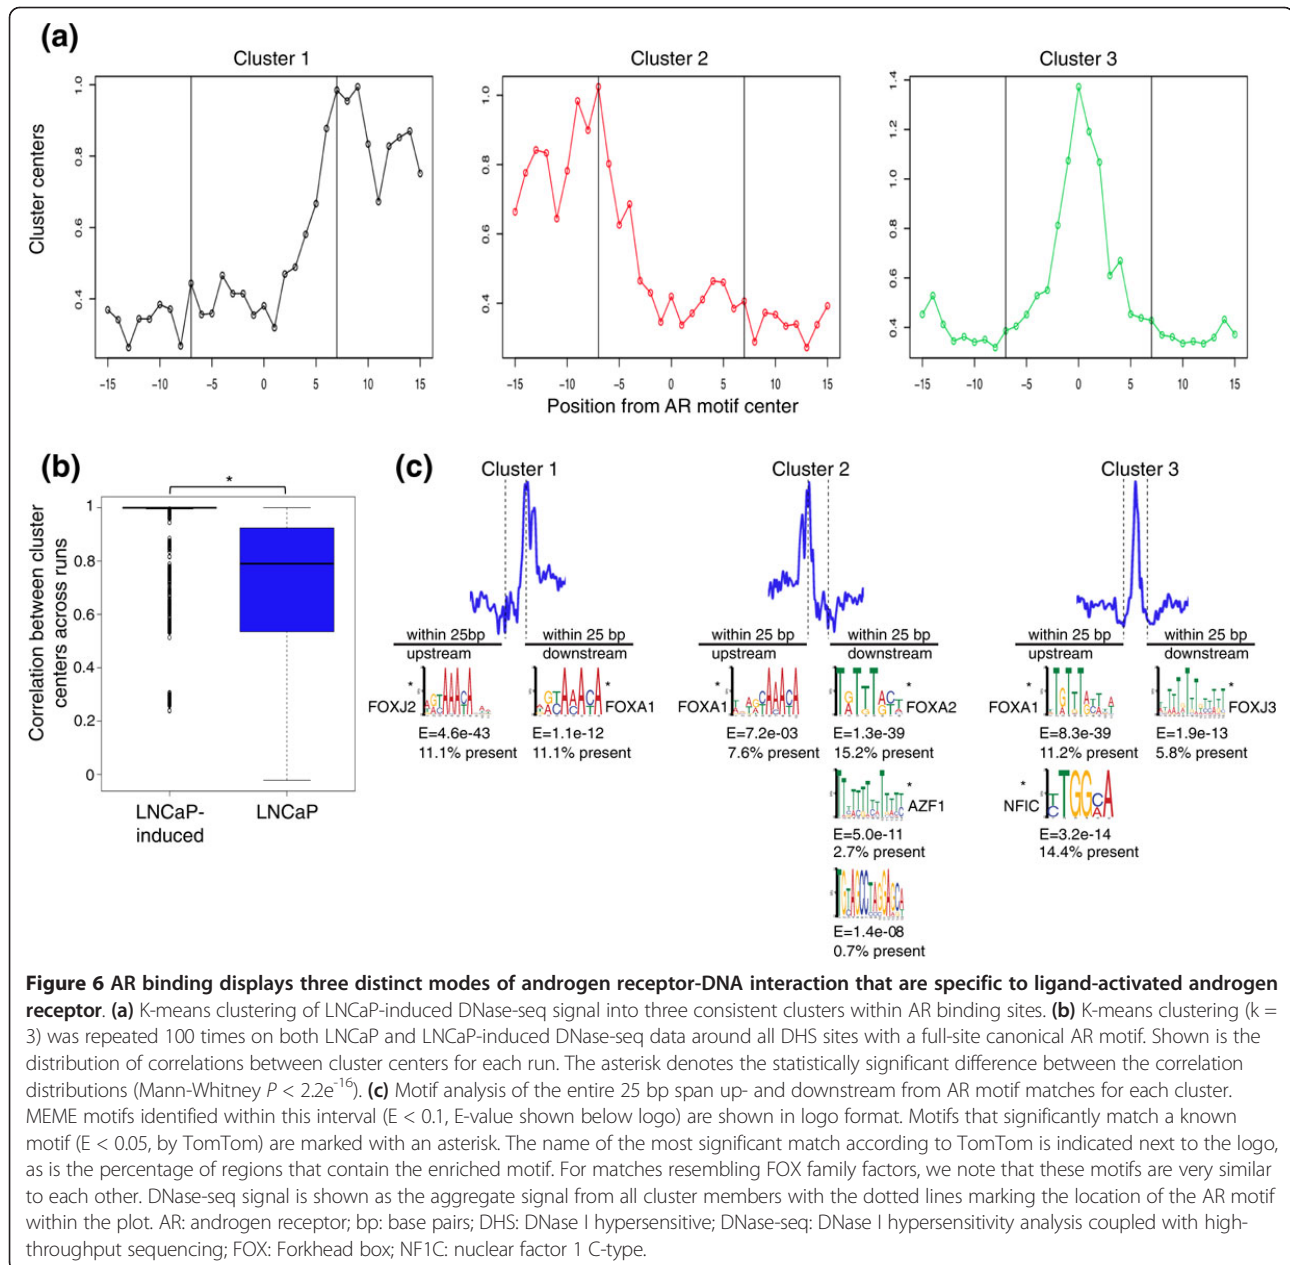 (a)
Cluster 1
Cluster 2
Cluster 3
Cluster centers
0.4 0.6 0.8 1.0
0.4 0.6 0.8 1.0
0.4 0.6 0.8 1.0 1.2 1.4
−15 −10 −5 0 5 10 15
−15 −10 −5 0 5 10 15
−15 −10 −5 0 5 10 15
Position from AR motif center
(b)
*
Correlation between cluster
centers across runs
1
0.8
0.6
0.4
0.2
0
LNCaP-
induced
LNCaP
(c)
Cluster 1
within 25bp
upstream
within 25 bp
downstream
*
FOXJ2
E=4.6e-43
11.1% present
*
FOXA1
E=1.1e-12
11.1% present
Cluster 2
within 25 bp
upstream
within 25 bp
downstream
*
FOXA1
E=7.2e-03
7.6% present
*
FOXA2
E=1.3e-39
15.2% present
*
AZF1
E=5.0e-11
2.7% present
E=1.4e-08
0.7% present
Cluster 3
within 25 bp
upstream
within 25 bp
downstream
*
FOXA1
E=8.3e-39
11.2% present
*
FOXJ3
E=1.9e-13
5.8% present
*
NFIC
E=3.2e-14
14.4% present
Figure 6 AR binding displays three distinct modes of androgen receptor-DNA interaction that are specific to ligand-activated androgen
receptor. (a) K-means clustering of LNCaP-induced DNase-seq signal into three consistent clusters within AR binding sites. (b) K-means clustering (k =
3) was repeated 100 times on both LNCaP and LNCaP-induced DNase-seq data around all DHS sites with a full-site canonical AR motif. Shown is the
distribution of correlations between cluster centers for each run. The asterisk denotes the statistically significant difference between the correlation
distributions (Mann-Whitney P < 2.2e-16). (c) Motif analysis of the entire 25 bp span up- and downstream from AR motif matches for each cluster.
MEME motifs identified within this interval (E < 0.1, E-value shown below logo) are shown in logo format. Motifs that significantly match a known
motif (E < 0.05, by TomTom) are marked with an asterisk. The name of the most significant match according to TomTom is indicated next to the logo,
as is the percentage of regions that contain the enriched motif. For matches resembling FOX family factors, we note that these motifs are very similar
to each other. DNase-seq signal is shown as the aggregate signal from all cluster members with the dotted lines marking the location of the AR motif
within the plot. AR: androgen receptor; bp: base pairs; DHS: DNase I hypersensitive; DNase-seq: DNase I hypersensitivity analysis coupled with high-
throughput sequencing; FOX: Forkhead box; NF1C: nuclear factor 1 C-type.